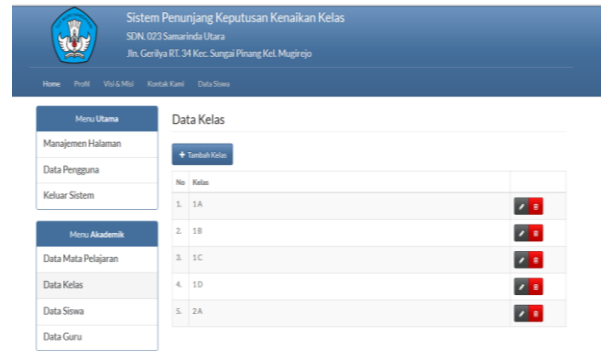 Sistem Penunjang Keputusan Kenaikan Kelas
SDN. 023 Samarinda Utara
Jln. Gerilya RT. 34 Kec. Sungai Pinang Kel. Mugirejo
Home Profil Visi & Misi Kontak Kami Data Siswa
Menu Utama
Manajemen Halaman
Data Pengguna
Keluar Sistem
Menu Akademik
Data Mata Pelajaran
Data Kelas
Data Siswa
Data Guru
Data Kelas
+ Tambah Kelas
No Kelas
1. 1A
2. 1B
3. 1C
4. 1D
5. 2A